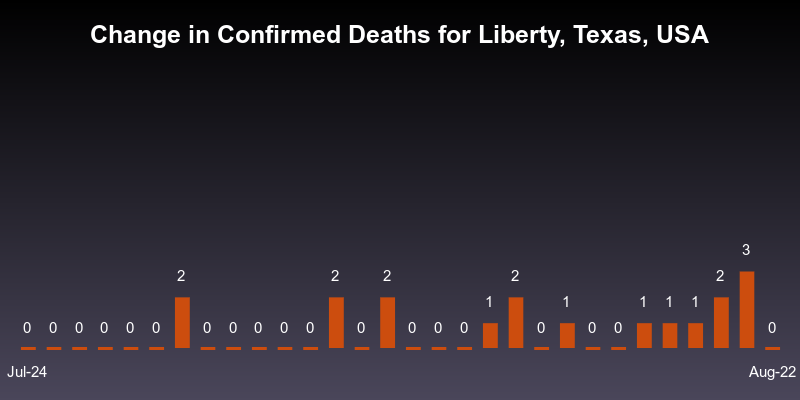 Change in Confirmed Deaths for Liberty, Texas, USA
3
2 2 2 2 2
1 1 1 1 1
0 0 0 0 0 0 0 0 0 0 0 0 0 0 0 0 0 0 0
Jul-24 Aug-22